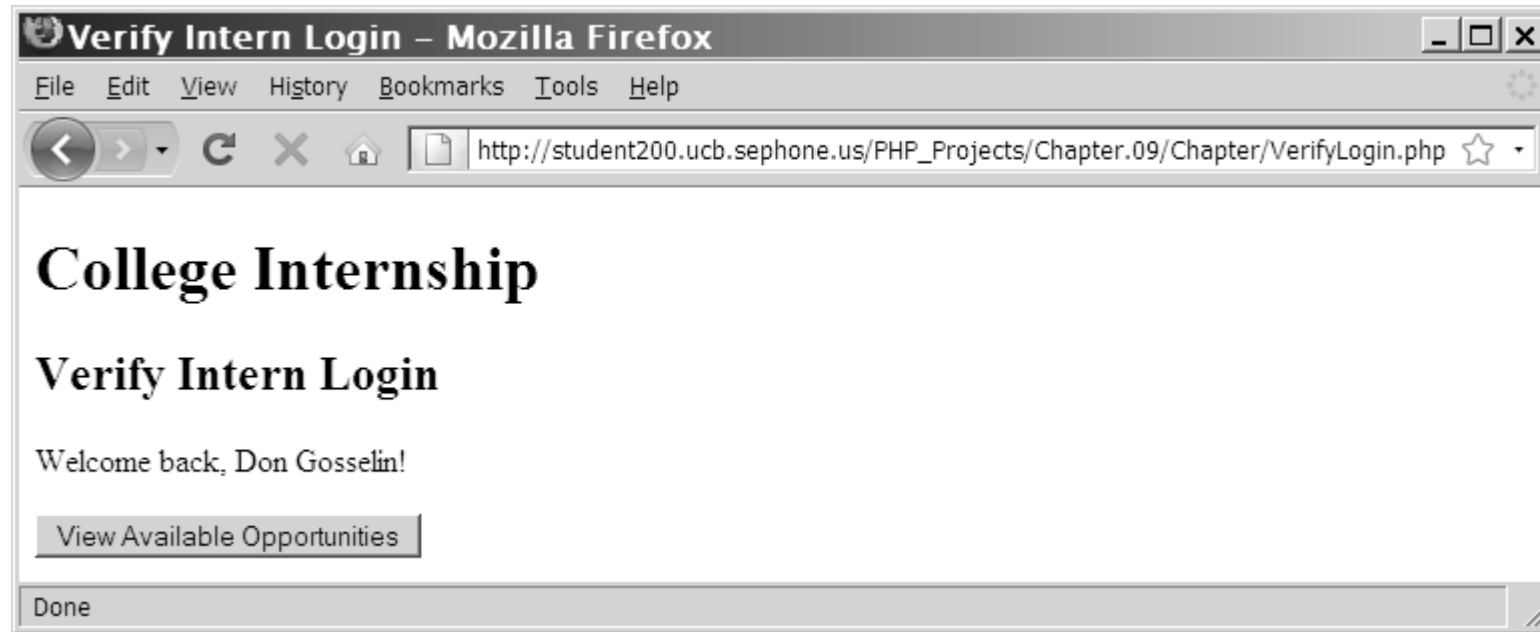 Verify Intern Login – Mozilla Firefox
File Edit View History Bookmarks Tools Help
http://student200.ucb.sephone.us/PHP_Projects/Chapter.09/Chapter/VerifyLogin.php
College Internship
Verify Intern Login
Welcome back, Don Gosselin!
View Available Opportunities
Done